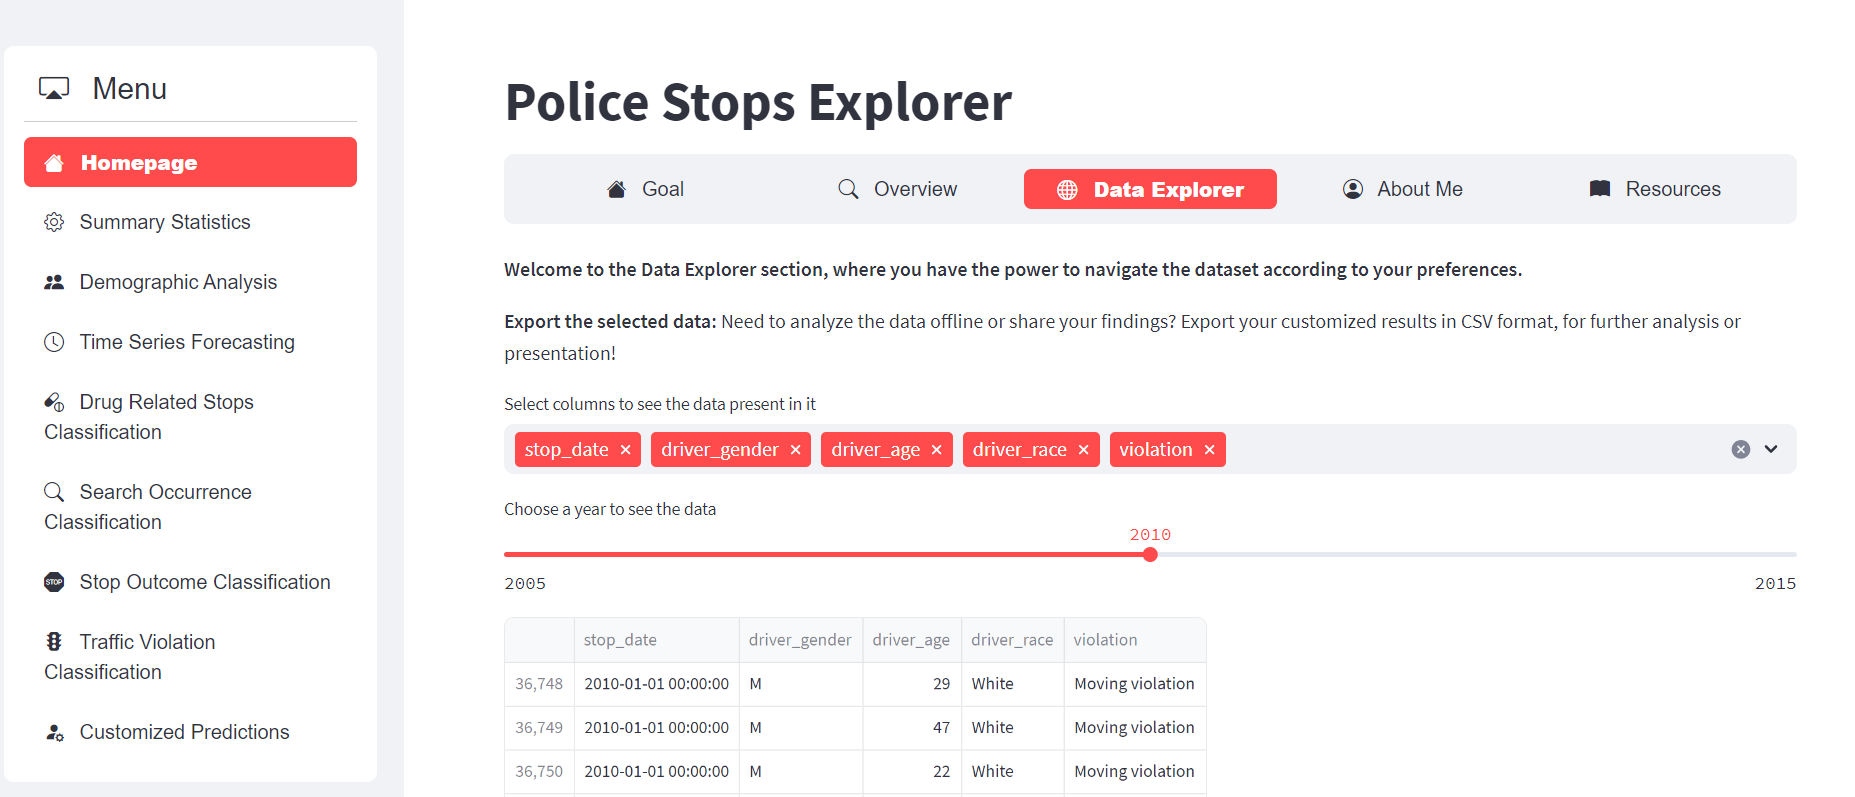 Menu
Homepage
Summary Statistics
Demographic Analysis
Time Series Forecasting
Drug Related Stops
Classification
Search Occurrence
Classification
STOP Stop Outcome Classification
Traffic Violation
Classification
Customized Predictions
Police Stops Explorer
Goal Overview Data Explorer About Me Resources
Welcome to the Data Explorer section, where you have the power to navigate the dataset according to your preferences.
Export the selected data: Need to analyze the data offline or share your findings? Export your customized results in CSV format, for further analysis or
presentation!
Select columns to see the data present in it
stop_date driver_gender driver_age driver_race violation
Choose a year to see the data
2010
2005 2015
stop_date driver_gender driver_age driver_race violation
36,748 2010-01-01 00:00:00 M 29 White Moving violation
36,749 2010-01-01 00:00:00 M 47 White Moving violation
36,750 2010-01-01 00:00:00 M 22 White Moving violation